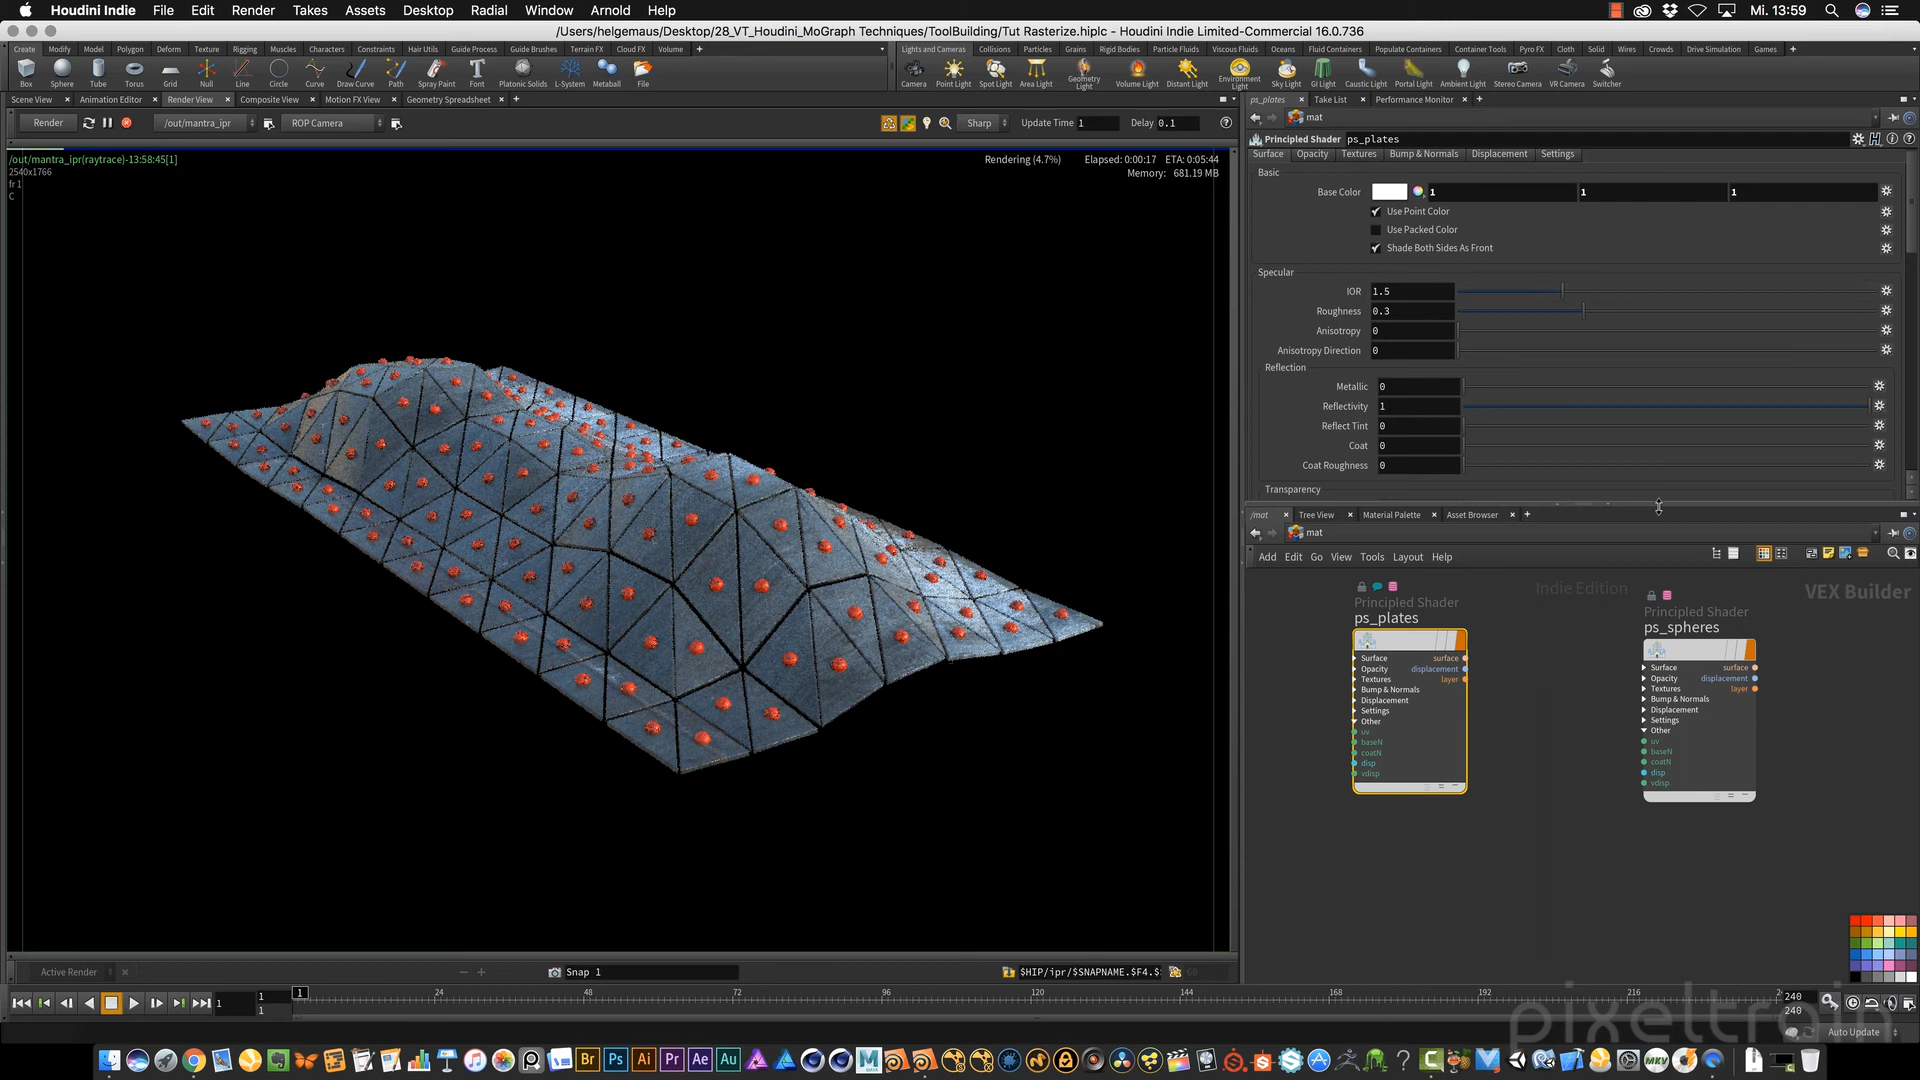 Houdini Indie File Edit Render Takes Assets Desktop Radial Window Arnold Help Mi. 13:59
/Users/helgemaus/Desktop/28_VT_Houdini_MoGraph Techniques/ToolBuilding/Tut Rasterize.hiplc - Houdini Indie Limited-Commercial 16.0.736
Create Modify Model Polygon Deform Texture Rigging Muscles Characters Constraints Hair Utils Guide Process Guide Brushes Terrain FX Cloud FX Volume
Lights and Cameras Collisions Particles Grains Rigid Bodies Particle Fluids Viscous Fluids Oceans Fluid Containers Populate Containers Container Tools Pyro FX Cloth Solid Wires Crowds Drive Simulation Games
Box Sphere Tube Torus Grid Null Line Circle Curve Draw Curve Path Spray Paint Font Platonic Solids L-System Metaball File
Camera Point Light Spot Light Area Light Geometry Light Volume Light Distant Light Environment Light Sky Light GI Light Caustic Light Portal Light Ambient Light Stereo Camera VR Camera Switcher
Scene View Animation Editor Render View Composite View Motion FX View Geometry Spreadsheet
Render /out/mantra_ipr ROP Camera Sharp Update Time 1 Delay 0.1
/out/mantra_ipr(raytrace)-13:58:45[1]
2540x1766
fr 1
C
Rendering (4.7%) Elapsed: 0:00:17 ETA: 0:05:44
Memory: 681.19 MB
Active Render Snap 1 $HIP/ipr/$SNAPNAME.$F4.$ 60
ps_plates Take List Performance Monitor
mat
Principled Shader ps_plates
Surface Opacity Textures Bump & Normals Displacement Settings
Basic
Base Color 1 1 1
Use Point Color
Use Packed Color
Shade Both Sides As Front
Specular
IOR 1.5
Roughness 0.3
Anisotropy 0
Anisotropy Direction 0
Reflection
Metallic 0
Reflectivity 1
Reflect Tint 0
Coat 0
Coat Roughness 0
Transparency
/mat Tree View Material Palette Asset Browser
mat
Add Edit Go View Tools Layout Help
Indie Edition
VEX Builder
Principled Shader
ps_plates
Surface surface
Opacity displacement
Textures layer
Bump & Normals
Displacement
Settings
Other
uv
baseN
coatN
disp
vdisp
Principled Shader
ps_spheres
Surface surface
Opacity displacement
Textures layer
Bump & Normals
Displacement
Settings
Other
uv
baseN
coatN
disp
vdisp
1 1 1 1 24 48 72 96 120 144 168 192 216 240
240
Auto Update
pixeltrain
Br Ps Ai Pr Ae Au MAYA MKV